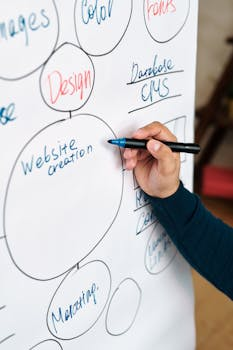 images
Color
Fonts
Design
Database
CMS
Website
creation
Marketing.